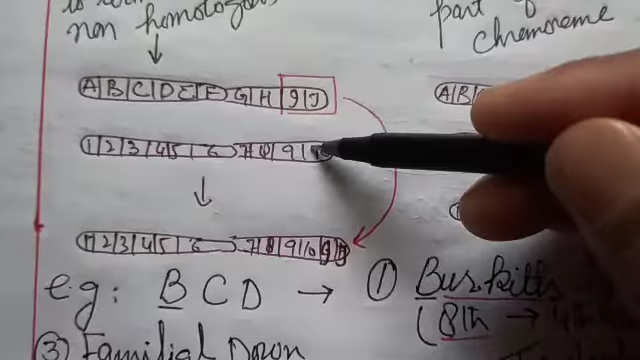 non homologous
part of
chromosome
A B C D E F G H I J
A B C
1 2 3 4 5 6 7 8 9 10
1 2 3 4 5 6 7 8 9 10 I J
e.g: B C D → ① Burkitts
(8th →
③ Familial Down